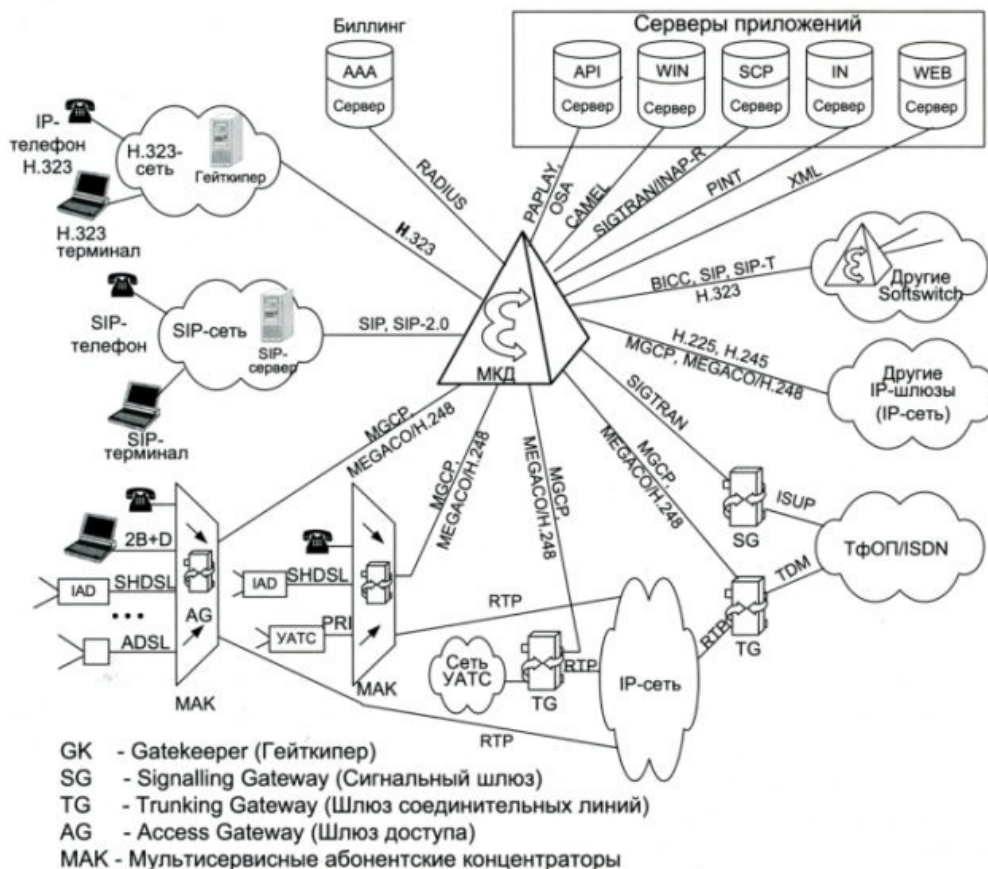 Биллинг
AAA
Сервер
Серверы приложений
API
Сервер
WIN
Сервер
SCP
Сервер
IN
Сервер
WEB
Сервер
IP-
телефон
H.323
H.323-
сеть
Гейткипер
H.323
терминал
RADIUS
H.323
PAPLAY,
OSA
CAMEL
SIGTRAN/INAP-R
PINT
XML
SIP-
телефон
SIP-сеть
SIP-
сервер
SIP-
терминал
SIP, SIP-2.0
МКД
BICC, SIP, SIP-T
H.323
Другие
Softswitch
H.225, H.245
MGCP, MEGACO/H.248
Другие
IP-шлюзы
(IP-сеть)
MGCP,
MEGACO/H.248
MGCP,
MEGACO/H.248
MGCP,
MEGACO/H.248
MGCP,
MEGACO/H.248
SIGTRAN
SG
ISUP
ТфОП/ISDN
TDM
TG
RTP
2B+D
IAD
SHDSL
AG
ADSL
МАК
IAD
SHDSL
УАТС
PRI
МАК
RTP
Сеть
УАТС
TG
RTP
IP-сеть
RTP
GK - Gatekeeper (Гейткипер)
SG - Signalling Gateway (Сигнальный шлюз)
TG - Trunking Gateway (Шлюз соединительных линий)
AG - Access Gateway (Шлюз доступа)
МАК - Мультисервисные абонентские концентраторы